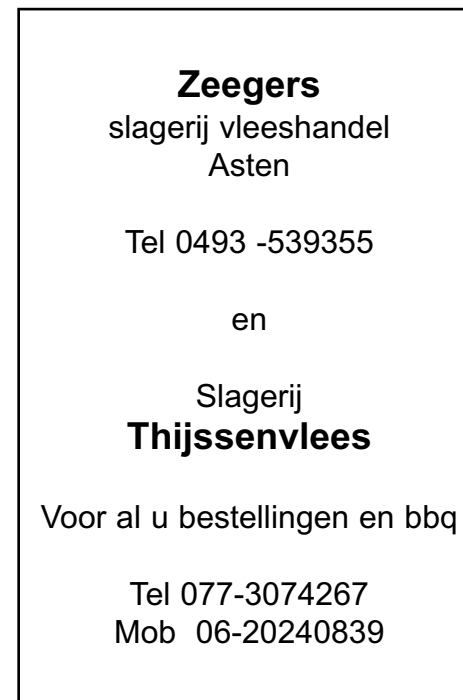 Zeegers
slagerij vleeshandel
Asten
Tel 0493 -539355
en
Slagerij
Thijssenvlees
Voor al u bestellingen en bbq
Tel 077-3074267
Mob  06-20240839